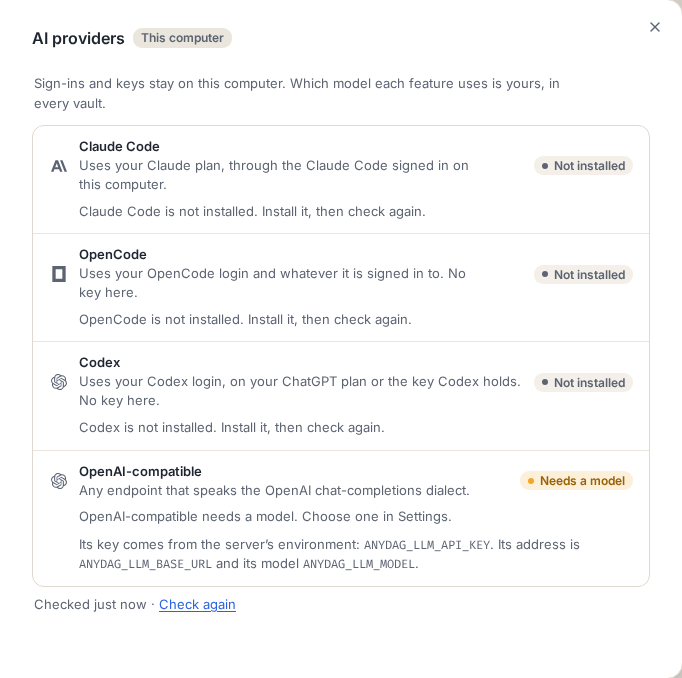 AI providers This computer
Sign-ins and keys stay on this computer. Which model each feature uses is yours, in
every vault.
Claude Code
Uses your Claude plan, through the Claude Code signed in on
this computer.
Not installed
Claude Code is not installed. Install it, then check again.
OpenCode
Uses your OpenCode login and whatever it is signed in to. No
key here.
Not installed
OpenCode is not installed. Install it, then check again.
Codex
Uses your Codex login, on your ChatGPT plan or the key Codex holds.
No key here.
Not installed
Codex is not installed. Install it, then check again.
OpenAI-compatible
Any endpoint that speaks the OpenAI chat-completions dialect.
Needs a model
OpenAI-compatible needs a model. Choose one in Settings.
Its key comes from the server’s environment: ANYDAG_LLM_API_KEY. Its address is
ANYDAG_LLM_BASE_URL and its model ANYDAG_LLM_MODEL.
Checked just now · Check again